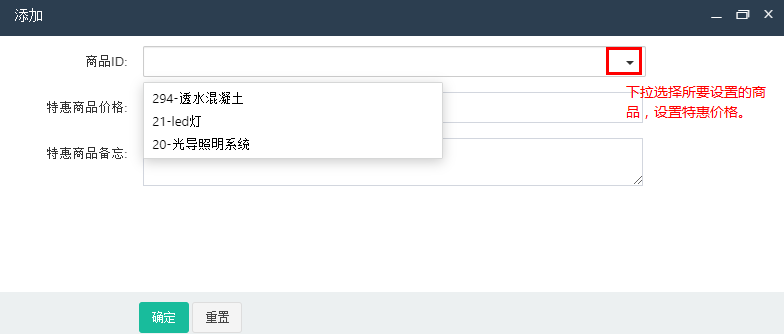 添加
商品ID:
294-透水混凝土
21-led灯
20-光导照明系统
特惠商品价格:
特惠商品备忘:
下拉选择所要设置的商
品，设置特惠价格。
确定
重置